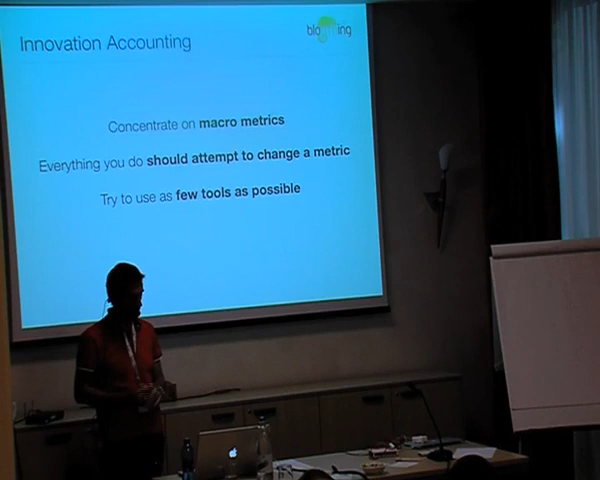 Innovation Accounting
blooming
Concentrate on macro metrics
Everything you do should attempt to change a metric
Try to use as few tools as possible